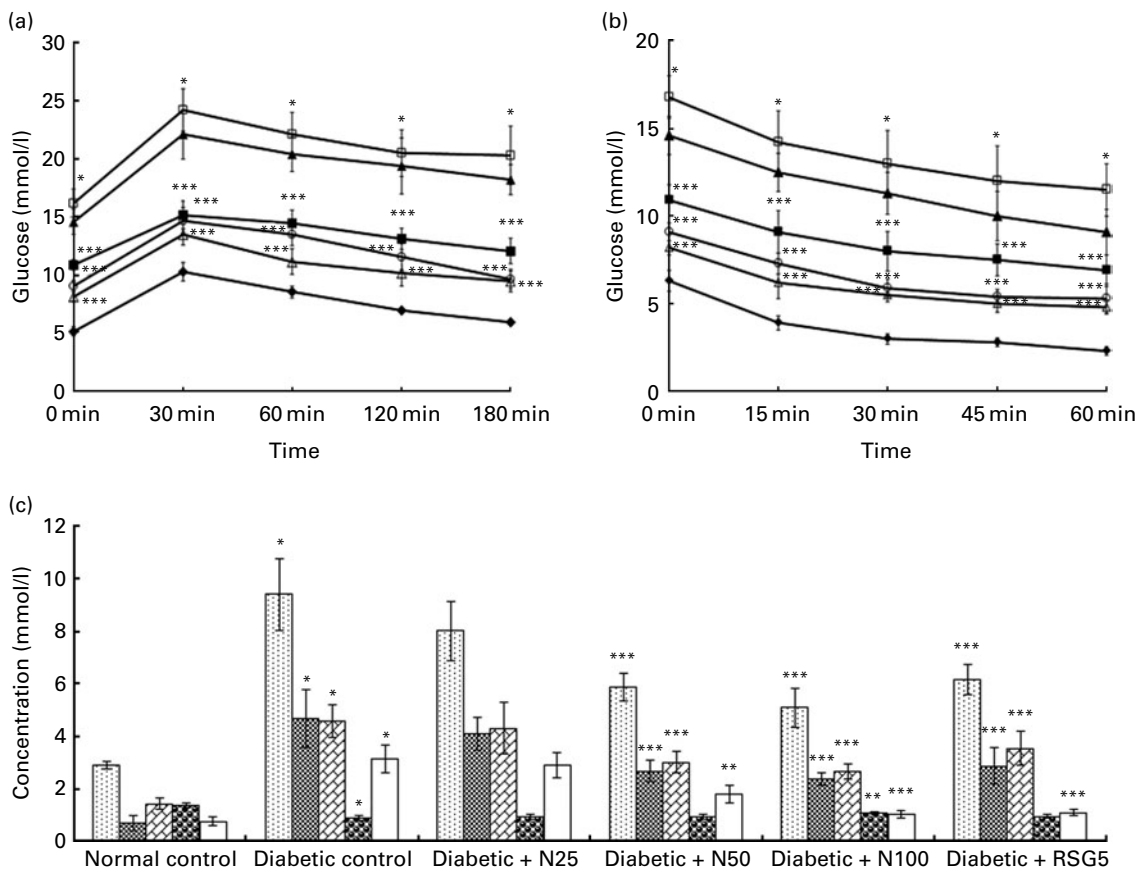 (a)
30
25
20
15
10
5
0
Glucose (mmol/l)
* * * * *
*** *** *** *** ***
*** *** *** *** ***
*** *** *** *** ***
0 min 30 min 60 min 120 min 180 min
Time
(b)
20
15
10
5
0
Glucose (mmol/l)
* * * * *
*** *** *** *** ***
*** *** *** *** ***
*** *** *** *** ***
0 min 15 min 30 min 45 min 60 min
Time
(c)
12
10
8
6
4
2
0
Concentration (mmol/l)
* * * * *
*** *** *** **
*** *** *** ** ***
*** *** *** ***
Normal control Diabetic control Diabetic + N25 Diabetic + N50 Diabetic + N100 Diabetic + RSG5